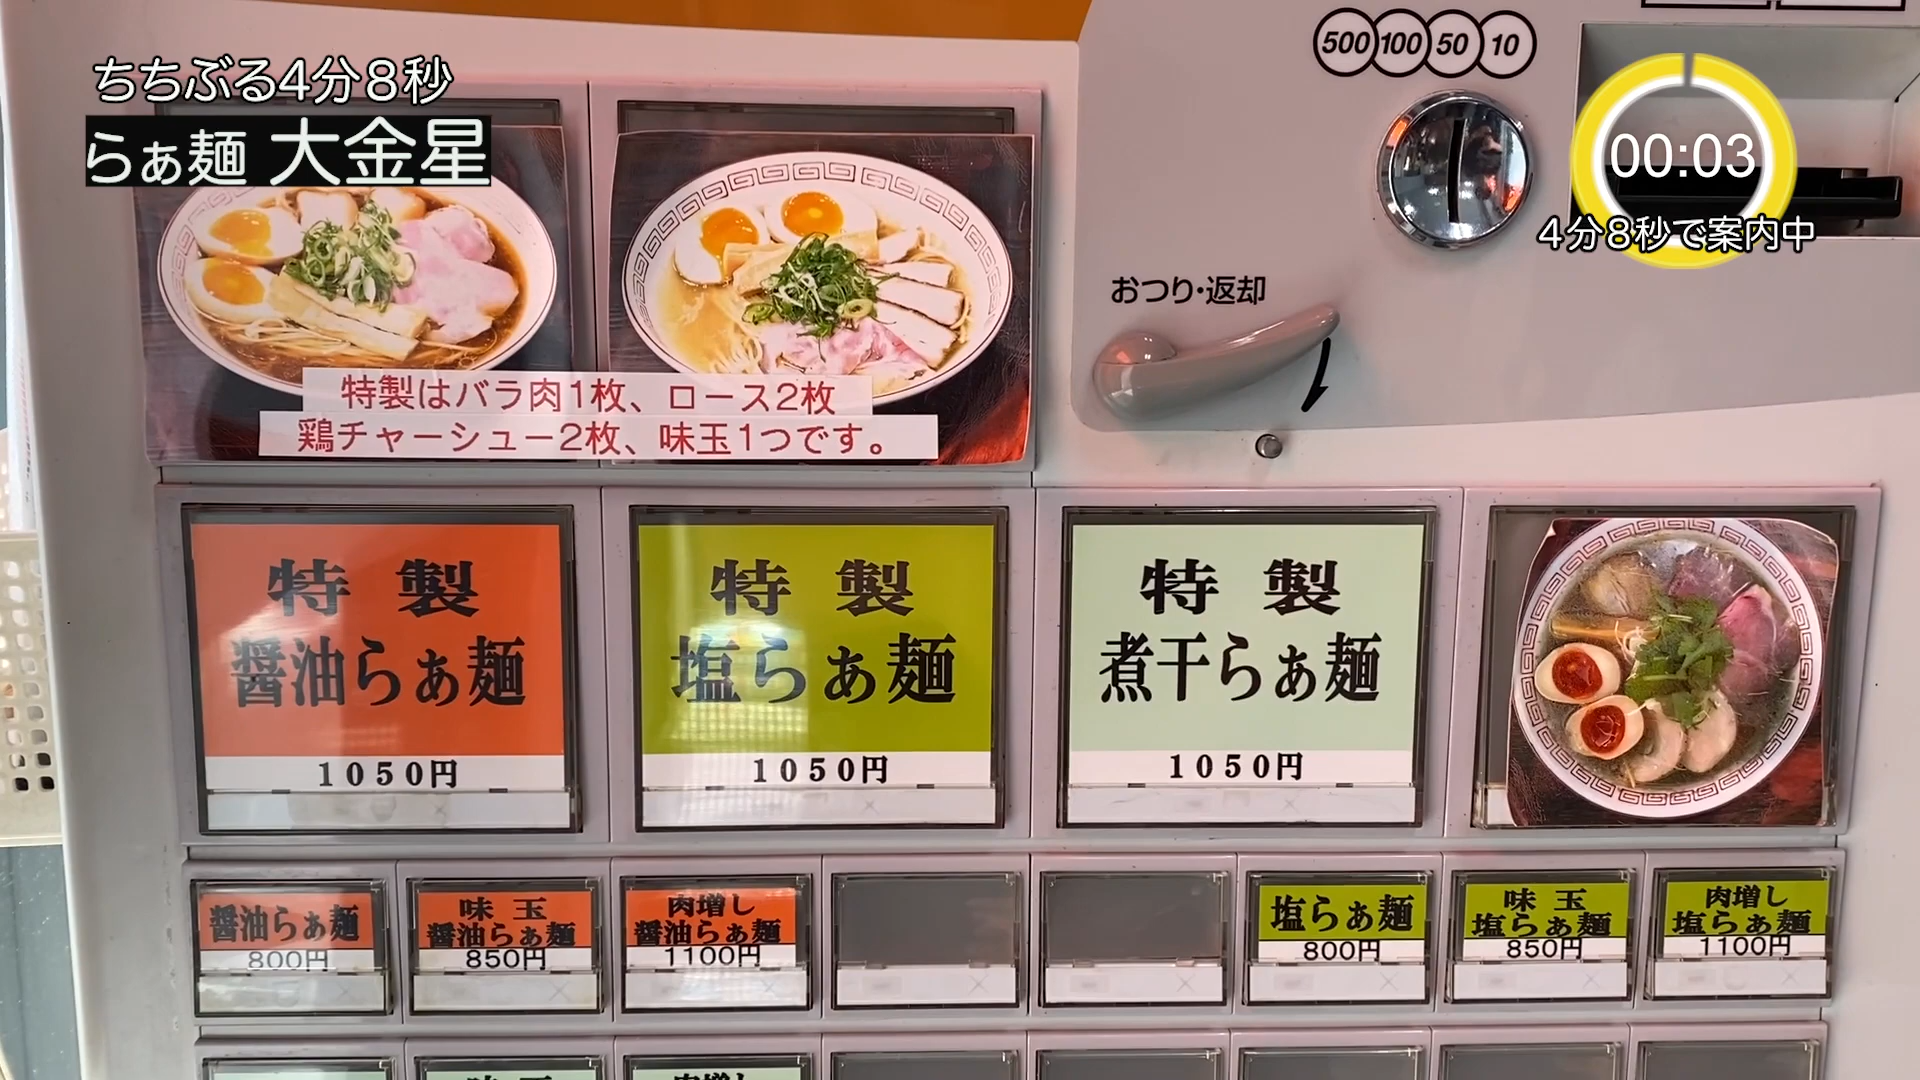 ちちぶる4分8秒
らぁ麺 大金星
500 100 50 10
00:03
4分8秒で案内中
おつり・返却
特製はバラ肉1枚、ロース2枚
鶏チャーシュー2枚、味玉1つです。
特製
醤油らぁ麺
1050円
特製
塩らぁ麺
1050円
特製
煮干らぁ麺
1050円
醤油らぁ麺
800円
味玉
醤油らぁ麺
850円
肉増し
醤油らぁ麺
1100円
塩らぁ麺
800円
味玉
塩らぁ麺
850円
肉増し
塩らぁ麺
1100円